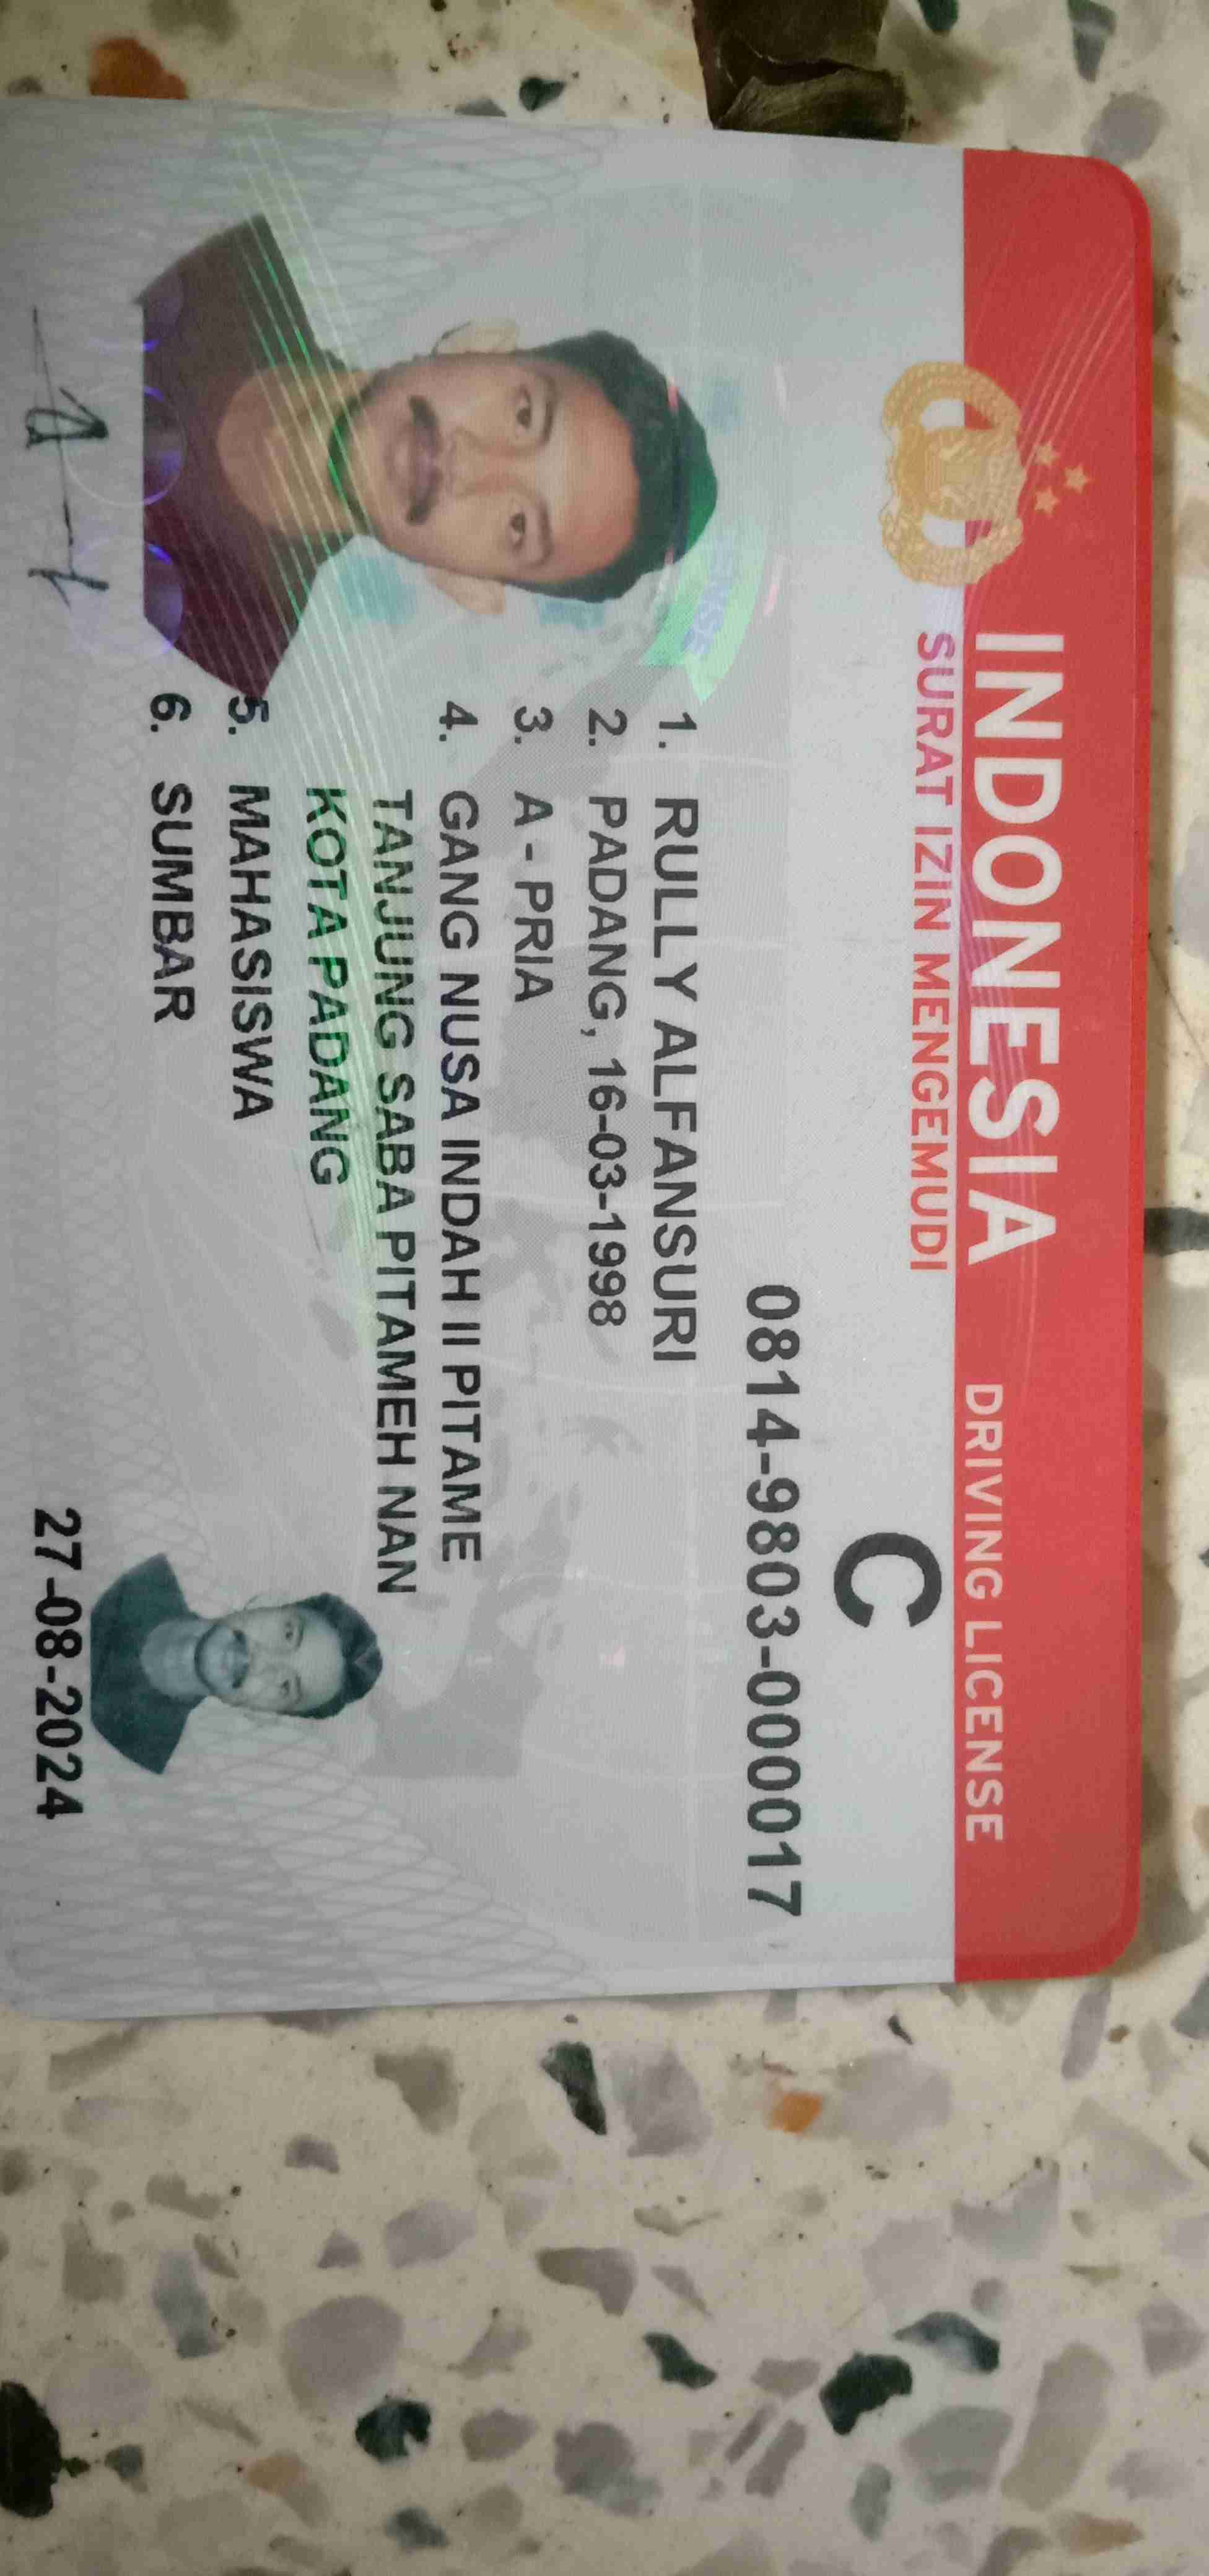 INDONESIA DRIVING LICENSE
SURAT IZIN MENGEMUDI
C
0814-9803-000017
1. RULLY ALFANSURI
2. PADANG, 16-03-1998
3. A - PRIA
4. GANG NUSA INDAH II PITAME
TANJUNG SABA PITAMEH NAN
KOTA PADANG
5. MAHASISWA
6. SUMBAR
27-08-2024